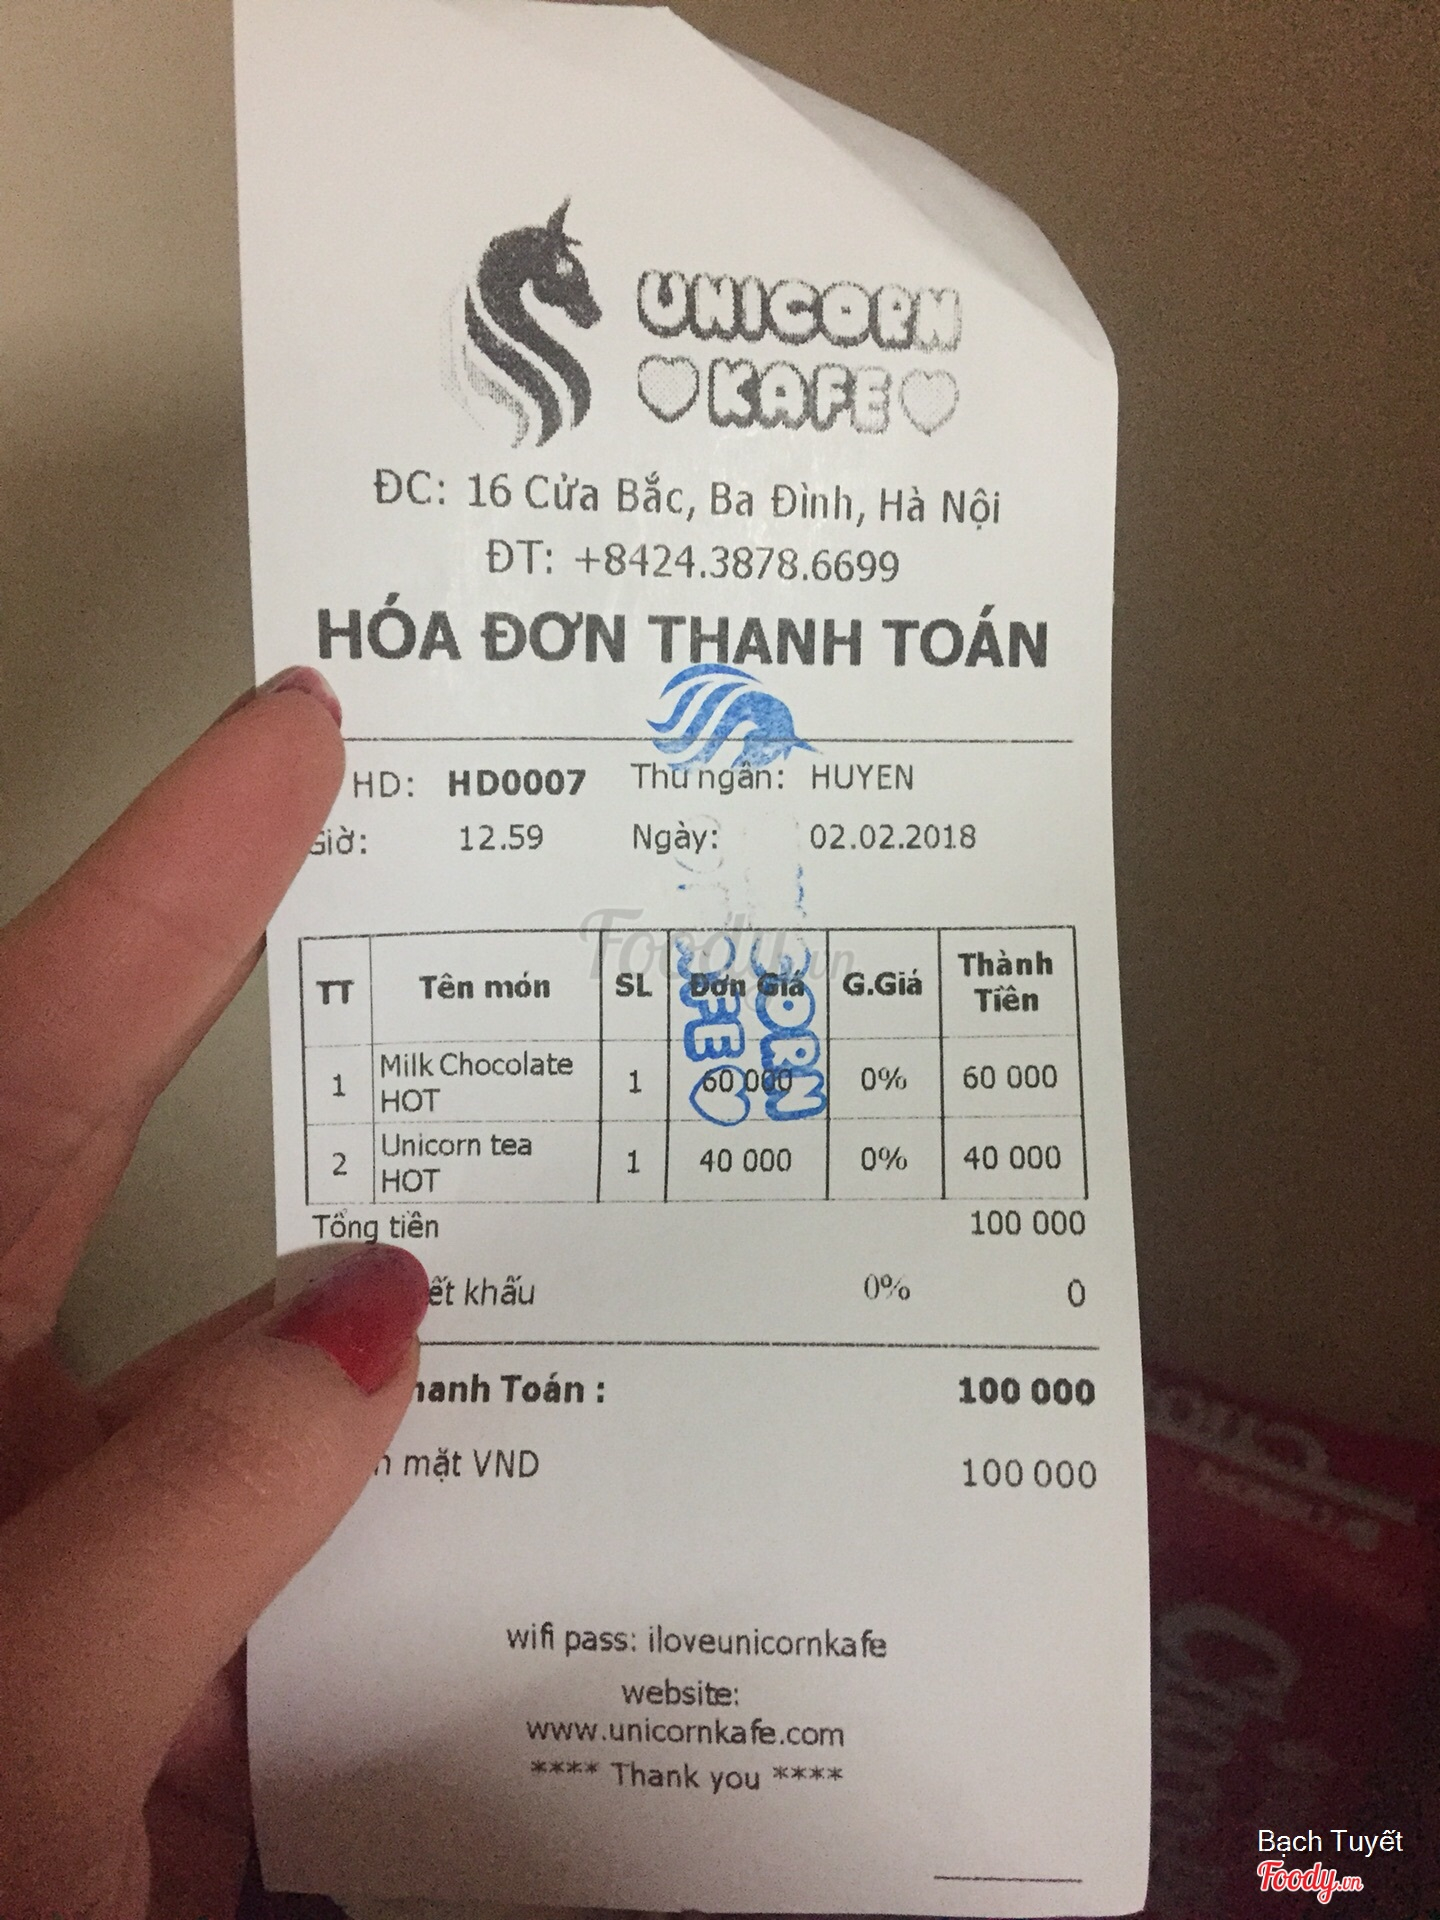 UNICORN
KAFE
ĐC: 16 Cửa Bắc, Ba Đình, Hà Nội
ĐT: +8424.3878.6699
HÓA ĐƠN THANH TOÁN
HD: HD0007 Thu ngân: HUYEN
Giờ: 12.59 Ngày: 02.02.2018
TT Tên món SL Đơn Giá G.Giá Thành Tiền
1 Milk Chocolate HOT 1 60 000 0% 60 000
2 Unicorn tea HOT 1 40 000 0% 40 000
Tổng tiền 100 000
khấu 0% 0
Toán : 100 000
mặt VND 100 000
wifi pass: iloveunicornkafe
website:
www.unicornkafe.com
**** Thank you ****
Foody.vn
Bạch Tuyết
Foody.vn